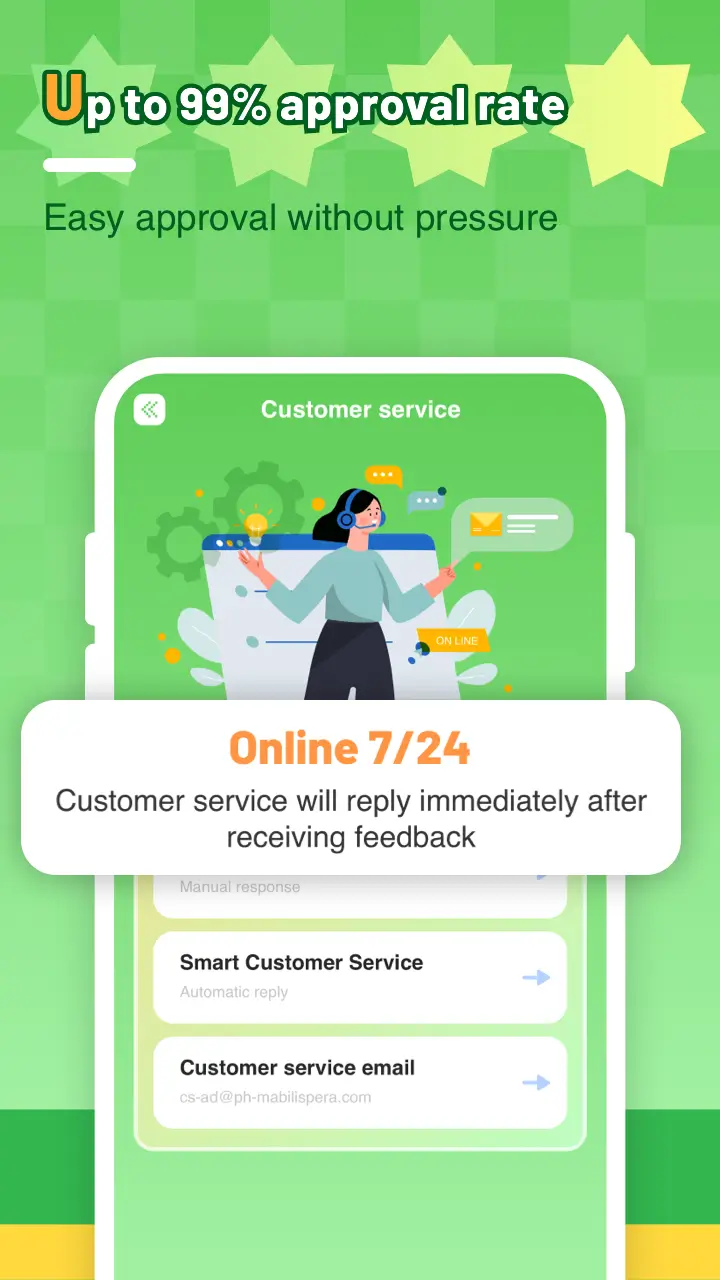 Up to 99% approval rate
Easy approval without pressure
Customer service
ON LINE
Online 7/24
Customer service will reply immediately after
receiving feedback
Manual response
Smart Customer Service
Automatic reply
Customer service email
cs-ad@ph-mabilispera.com